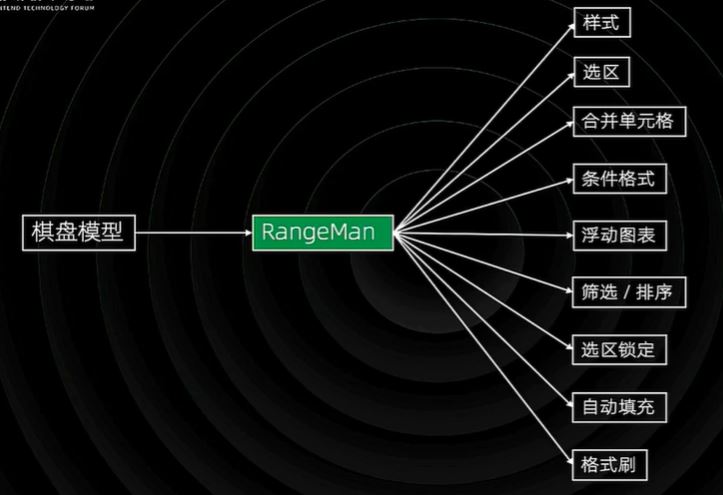 TEND TECHNOLOGY FORUM
样式
选区
合并单元格
条件格式
棋盘模型
RangeMan
浮动图表
筛选 / 排序
选区锁定
自动填充
格式刷